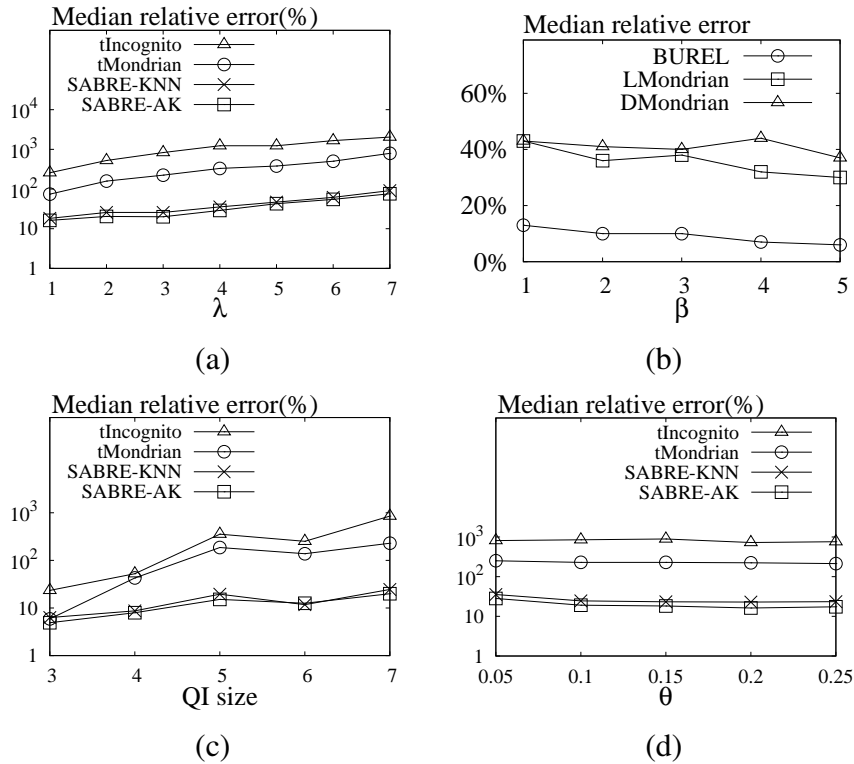 Median relative error(%)
tIncognito
tMondrian
SABRE-KNN
SABRE-AK
10^4
10^3
10^2
10
1
1 2 3 4 5 6 7
λ
(a)
Median relative error
BUREL
LMondrian
DMondrian
60%
40%
20%
0%
1 2 3 4 5
β
(b)
Median relative error(%)
tIncognito
tMondrian
SABRE-KNN
SABRE-AK
10^3
10^2
10
1
3 4 5 6 7
QI size
(c)
Median relative error(%)
tIncognito
tMondrian
SABRE-KNN
SABRE-AK
10^3
10^2
10
1
0.05 0.1 0.15 0.2 0.25
θ
(d)